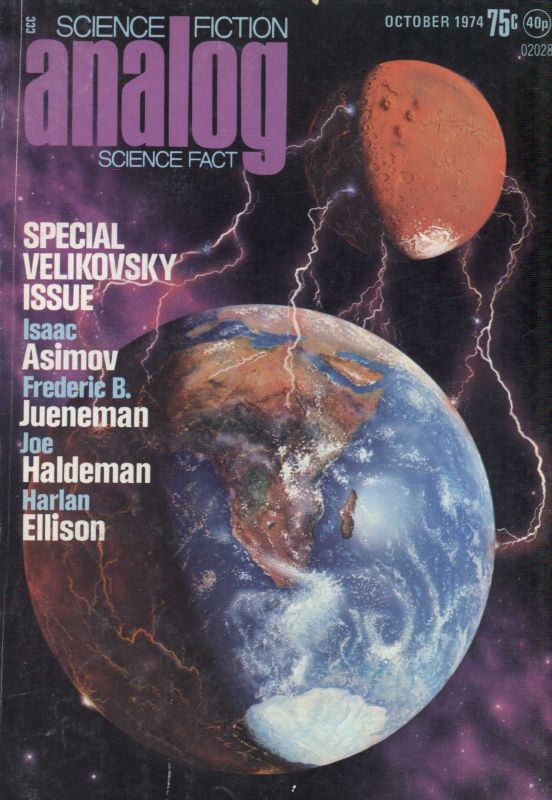 CCC
SCIENCE FICTION
analog
SCIENCE FACT
OCTOBER 1974 75c 40p
02028
SPECIAL
VELIKOVSKY
ISSUE
Isaac
Asimov
Frederic B.
Jueneman
Joe
Haldeman
Harlan
Ellison